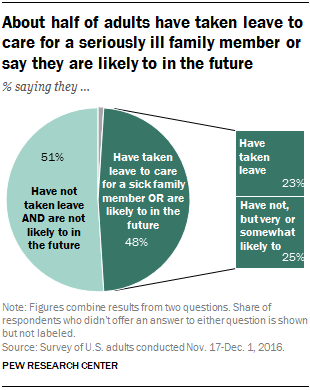 About half of adults have taken leave to
care for a seriously ill family member or
say they are likely to in the future
% saying they ...
51%
Have not
taken leave
AND are not
likely to in
the future
Have taken
leave to care
for a sick family
member OR are
likely to in the
future
48%
Have
taken
leave
23%
Have not,
but very or
somewhat
likely to
25%
Note: Figures combine results from two questions. Share of
respondents who didn't offer an answer to either question is shown
but not labeled.
Source: Survey of U.S. adults conducted Nov. 17-Dec. 1, 2016.
PEW RESEARCH CENTER